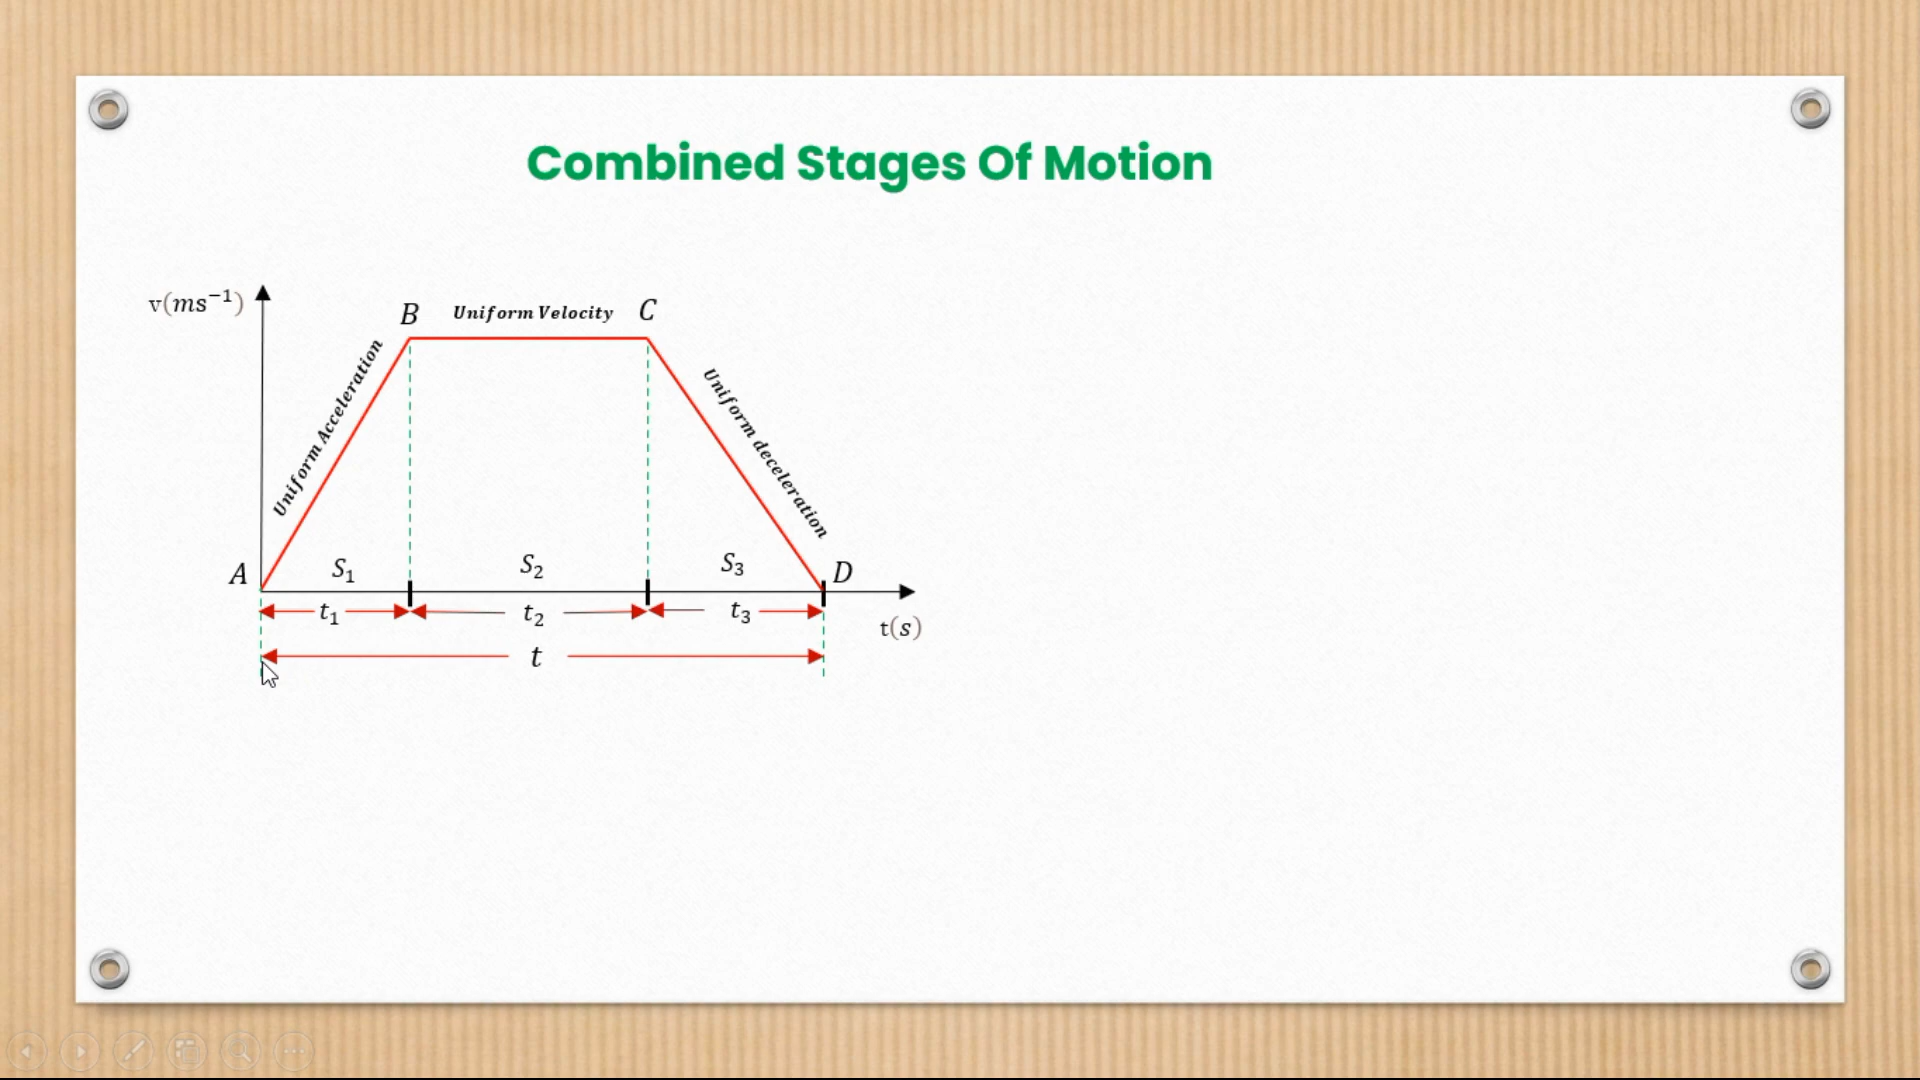 Combined Stages Of Motion
v(ms⁻¹)
B
Uniform Velocity
C
Uniform Acceleration
Uniform deceleration
A
S₁
S₂
S₃
D
t₁
t₂
t₃
t(s)
t